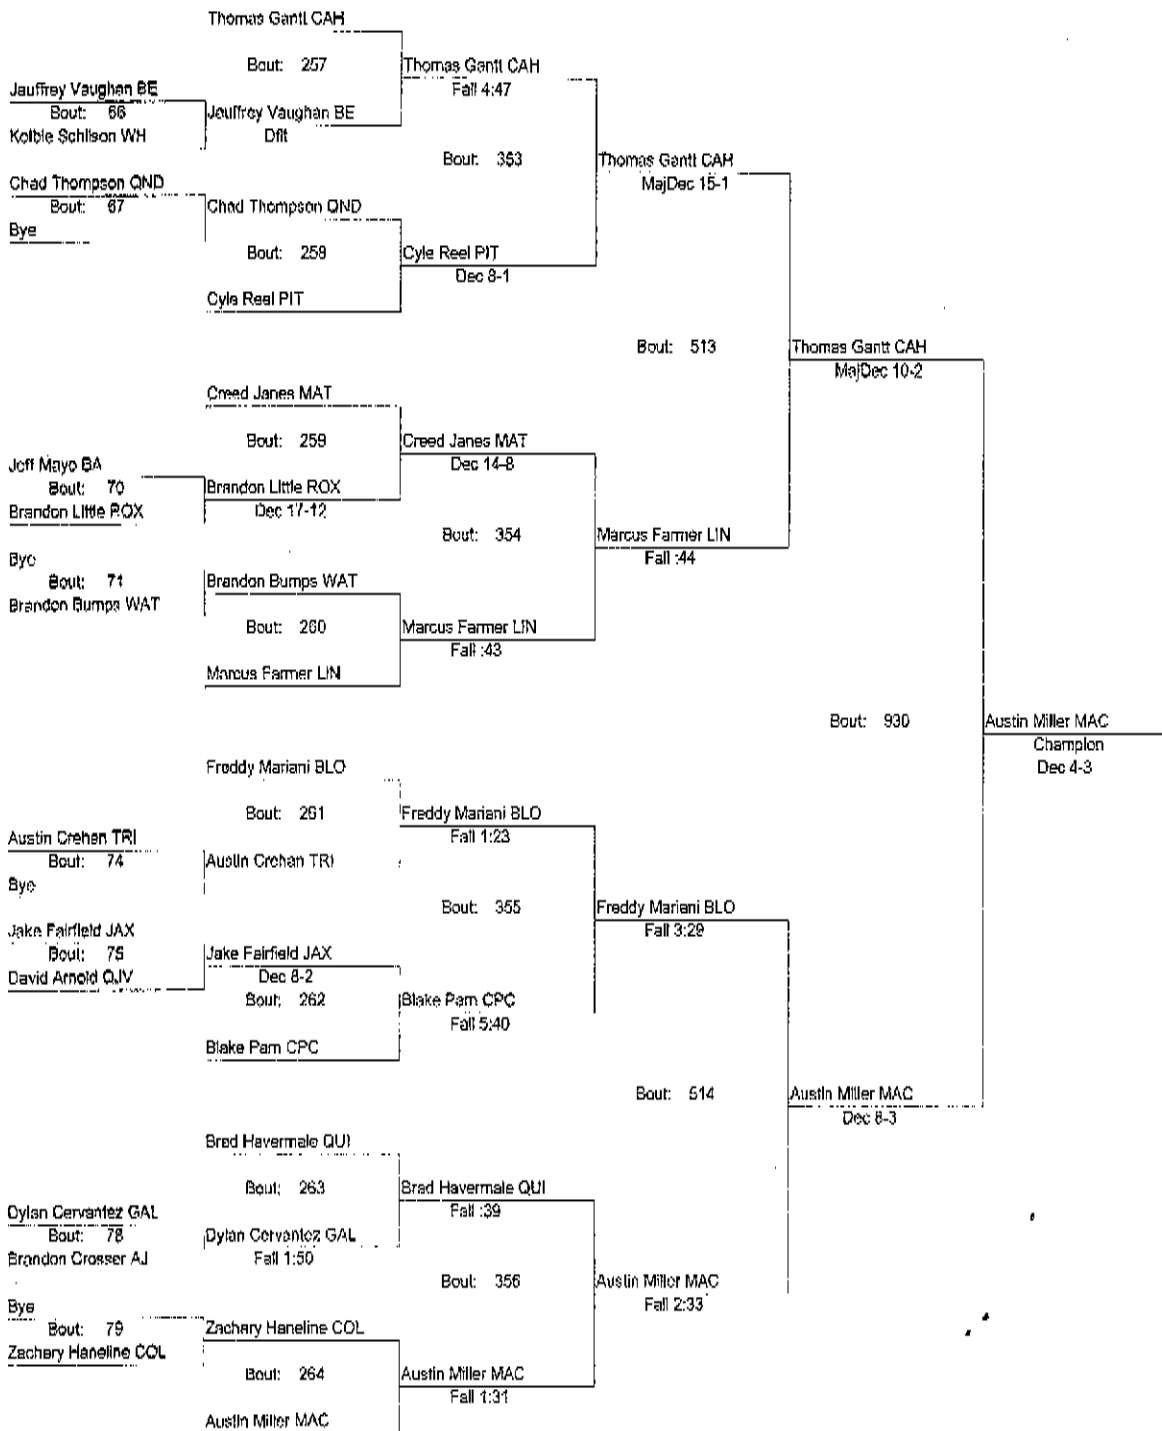 Thomas Gantt CAH
Bout: 257
Thomas Gantt CAH
Fall 4:47
Jauffrey Vaughan BE
Bout: 66
Kolbie Schlison WH
Jauffrey Vaughan BE
Dflt
Bout: 353
Thomas Gantt CAH
MajDec 15-1
Chad Thompson QND
Bout: 67
Bye
Chad Thompson QND
Bout: 258
Cyle Reel PIT
Dec 8-1
Cyle Reel PIT
Bout: 513
Thomas Gantt CAH
MajDec 10-2
Creed Janes MAT
Bout: 259
Creed Janes MAT
Dec 14-8
Jeff Mayo BA
Bout: 70
Brandon Little ROX
Brandon Little ROX
Dec 17-12
Bout: 354
Marcus Farmer LIN
Fall :44
Bye
Bout: 71
Brandon Bumps WAT
Brandon Bumps WAT
Bout: 260
Marcus Farmer LIN
Fall :43
Marcus Farmer LIN
Bout: 930
Austin Miller MAC
Champion
Dec 4-3
Freddy Mariani BLO
Bout: 261
Freddy Mariani BLO
Fall 1:23
Austin Crehan TRI
Bout: 74
Bye
Austin Crehan TRI
Bout: 355
Freddy Mariani BLO
Fall 3:29
Jake Fairfield JAX
Bout: 75
David Arnold QJV
Jake Fairfield JAX
Dec 8-2
Bout: 262
Blake Parn CPC
Fall 5:40
Blake Parn CPC
Bout: 514
Austin Miller MAC
Dec 8-3
Brad Havermale QUI
Bout: 263
Brad Havermale QUI
Fall :39
Dylan Cervantez GAL
Bout: 78
Brandon Crosser AJ
Dylan Cervantez GAL
Fall 1:50
Bout: 356
Austin Miller MAC
Fall 2:33
Bye
Bout: 79
Zachary Haneline COL
Zachary Haneline COL
Bout: 264
Austin Miller MAC
Fall 1:31
Austin Miller MAC